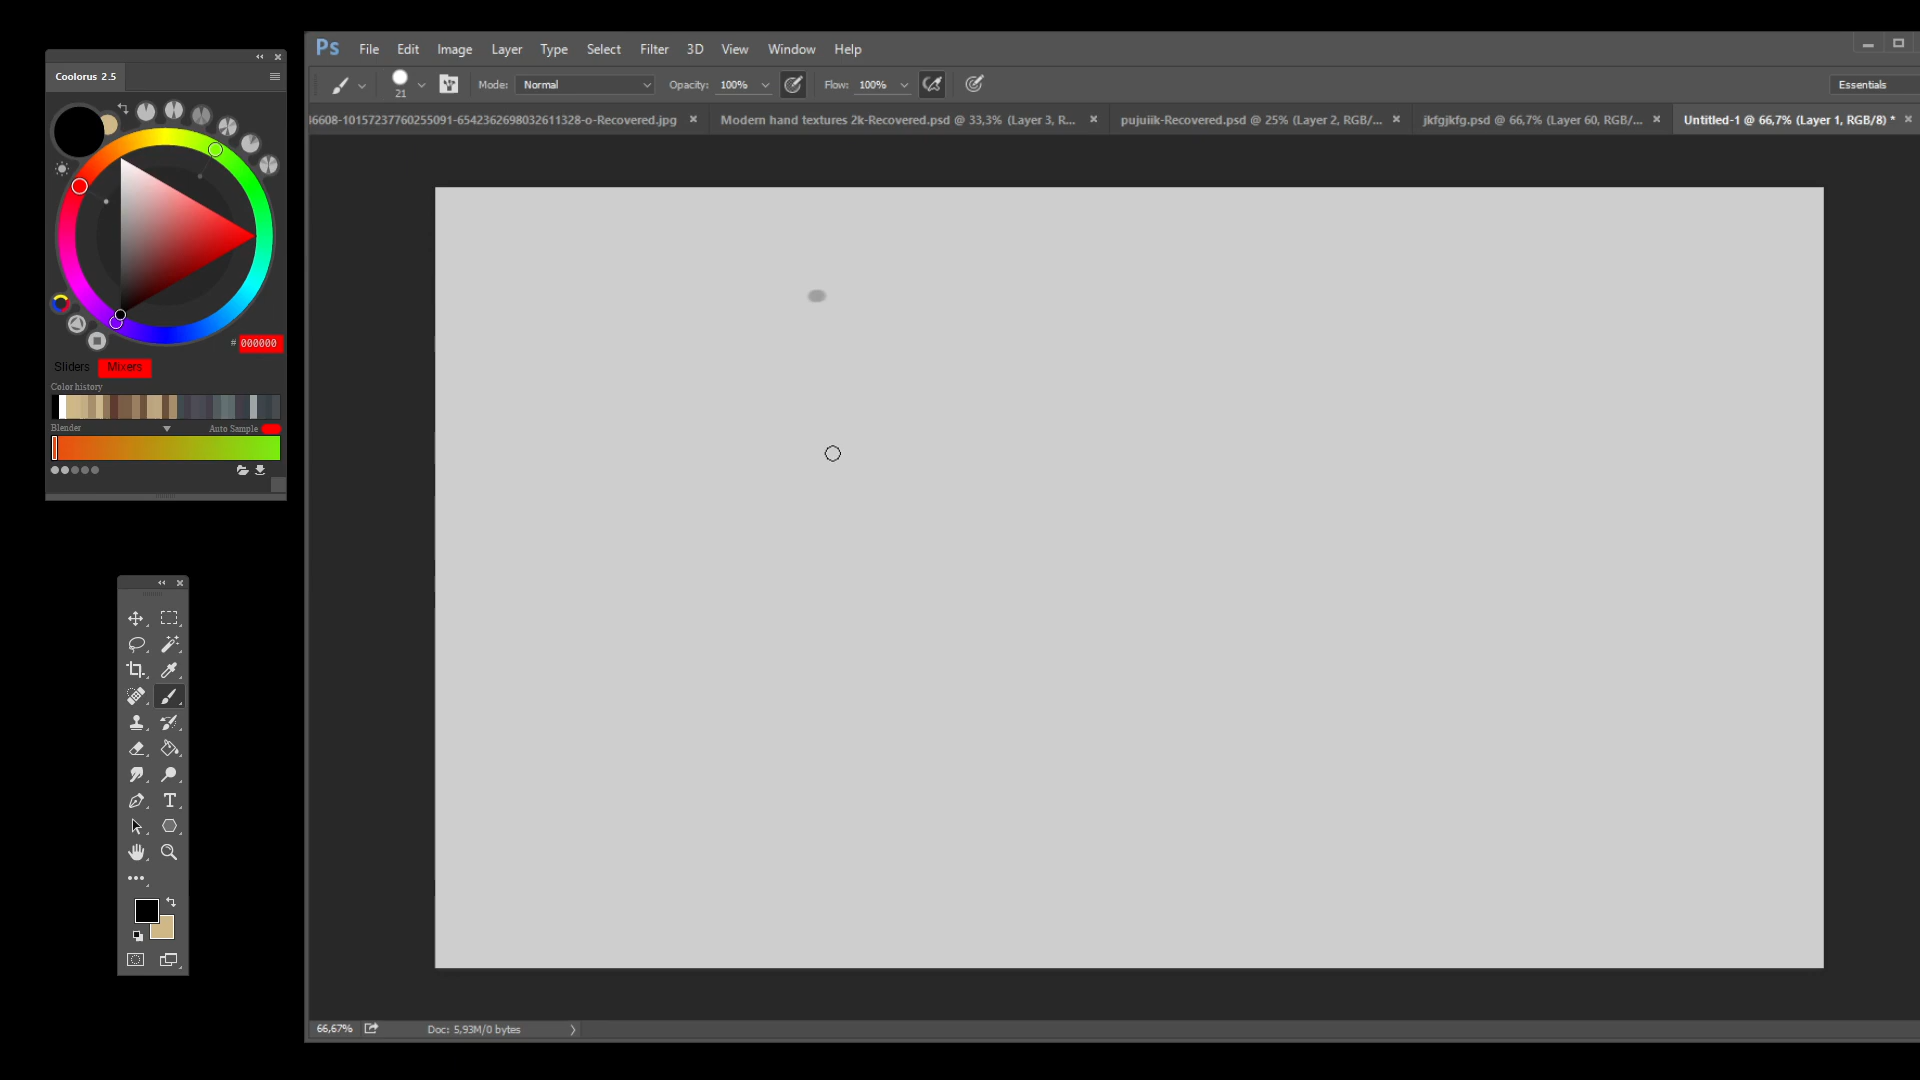 Coolorus 2.5
# 000000
Sliders Mixers
Color history
Blender Auto Sample
T
Ps File Edit Image Layer Type Select Filter 3D View Window Help
21 Mode: Normal Opacity: 100% Flow: 100% Essentials
6608-10157237760255091-6542362698032611328-o-Recovered.jpg × Modern hand textures 2k-Recovered.psd @ 33,3% (Layer 3, R... × pujuiik-Recovered.psd @ 25% (Layer 2, RGB/... × jkfgjkfg.psd @ 66,7% (Layer 60, RGB/... × Untitled-1 @ 66,7% (Layer 1, RGB/8) * ×
66,67% Doc: 5,93M/0 bytes